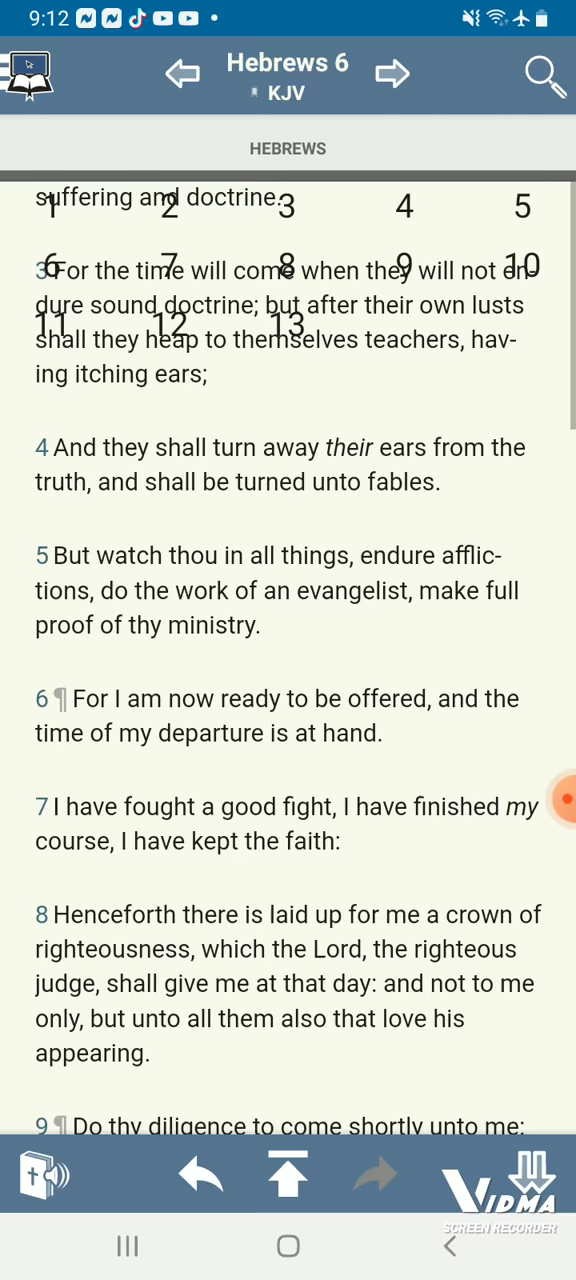 9:12
Hebrews 6
KJV
HEBREWS
suffering and doctrine.
1 2 3 4 5
6 7 8 9 10
3 For the time will come when they will not en-
dure sound doctrine; but after their own lusts
11 12 13
shall they heap to themselves teachers, hav-
ing itching ears;
4 And they shall turn away their ears from the
truth, and shall be turned unto fables.
5 But watch thou in all things, endure afflic-
tions, do the work of an evangelist, make full
proof of thy ministry.
6 ¶ For I am now ready to be offered, and the
time of my departure is at hand.
7 I have fought a good fight, I have finished my
course, I have kept the faith:
8 Henceforth there is laid up for me a crown of
righteousness, which the Lord, the righteous
judge, shall give me at that day: and not to me
only, but unto all them also that love his
appearing.
9 ¶ Do thy diligence to come shortly unto me:
VIDMA
SCREEN RECORDER